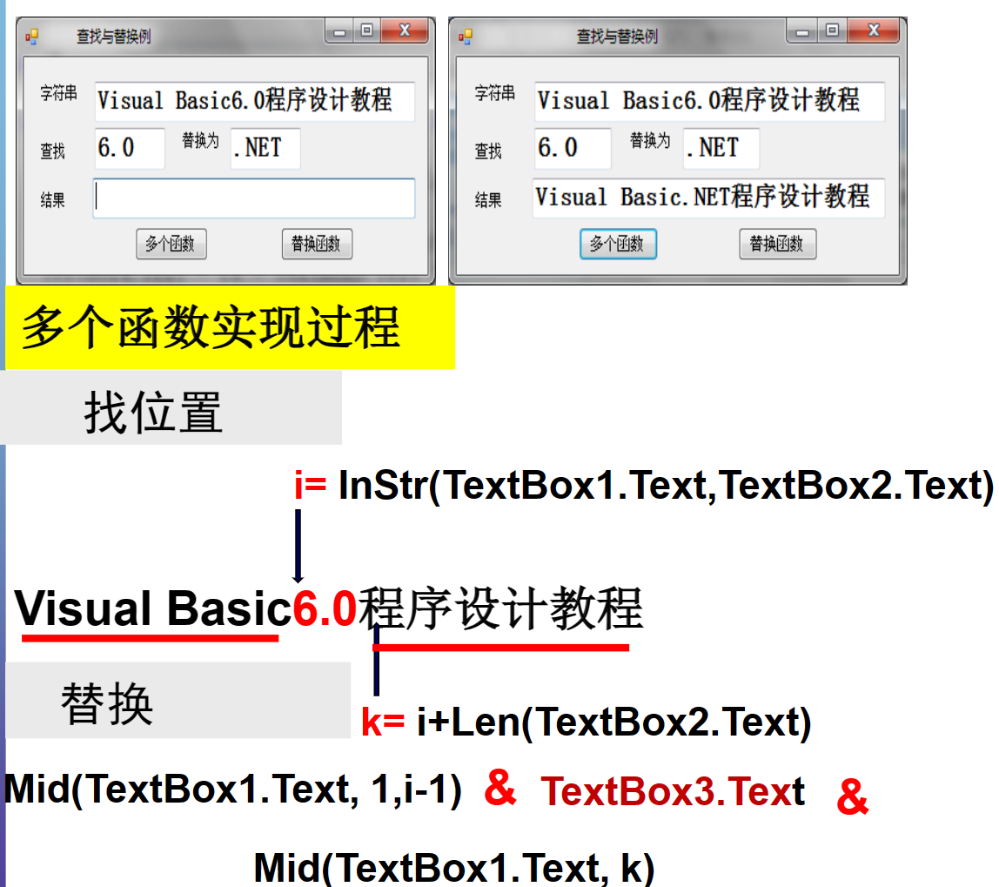 查找与替换例
字符串 Visual Basic6.0程序设计教程
查找 6.0 替换为 .NET
结果
多个函数 替换函数
查找与替换例
字符串 Visual Basic6.0程序设计教程
查找 6.0 替换为 .NET
结果 Visual Basic.NET程序设计教程
多个函数 替换函数
多个函数实现过程
找位置
i= InStr(TextBox1.Text,TextBox2.Text)
Visual Basic6.0程序设计教程
替换
k= i+Len(TextBox2.Text)
Mid(TextBox1.Text, 1,i-1) & TextBox3.Text &
Mid(TextBox1.Text, k)